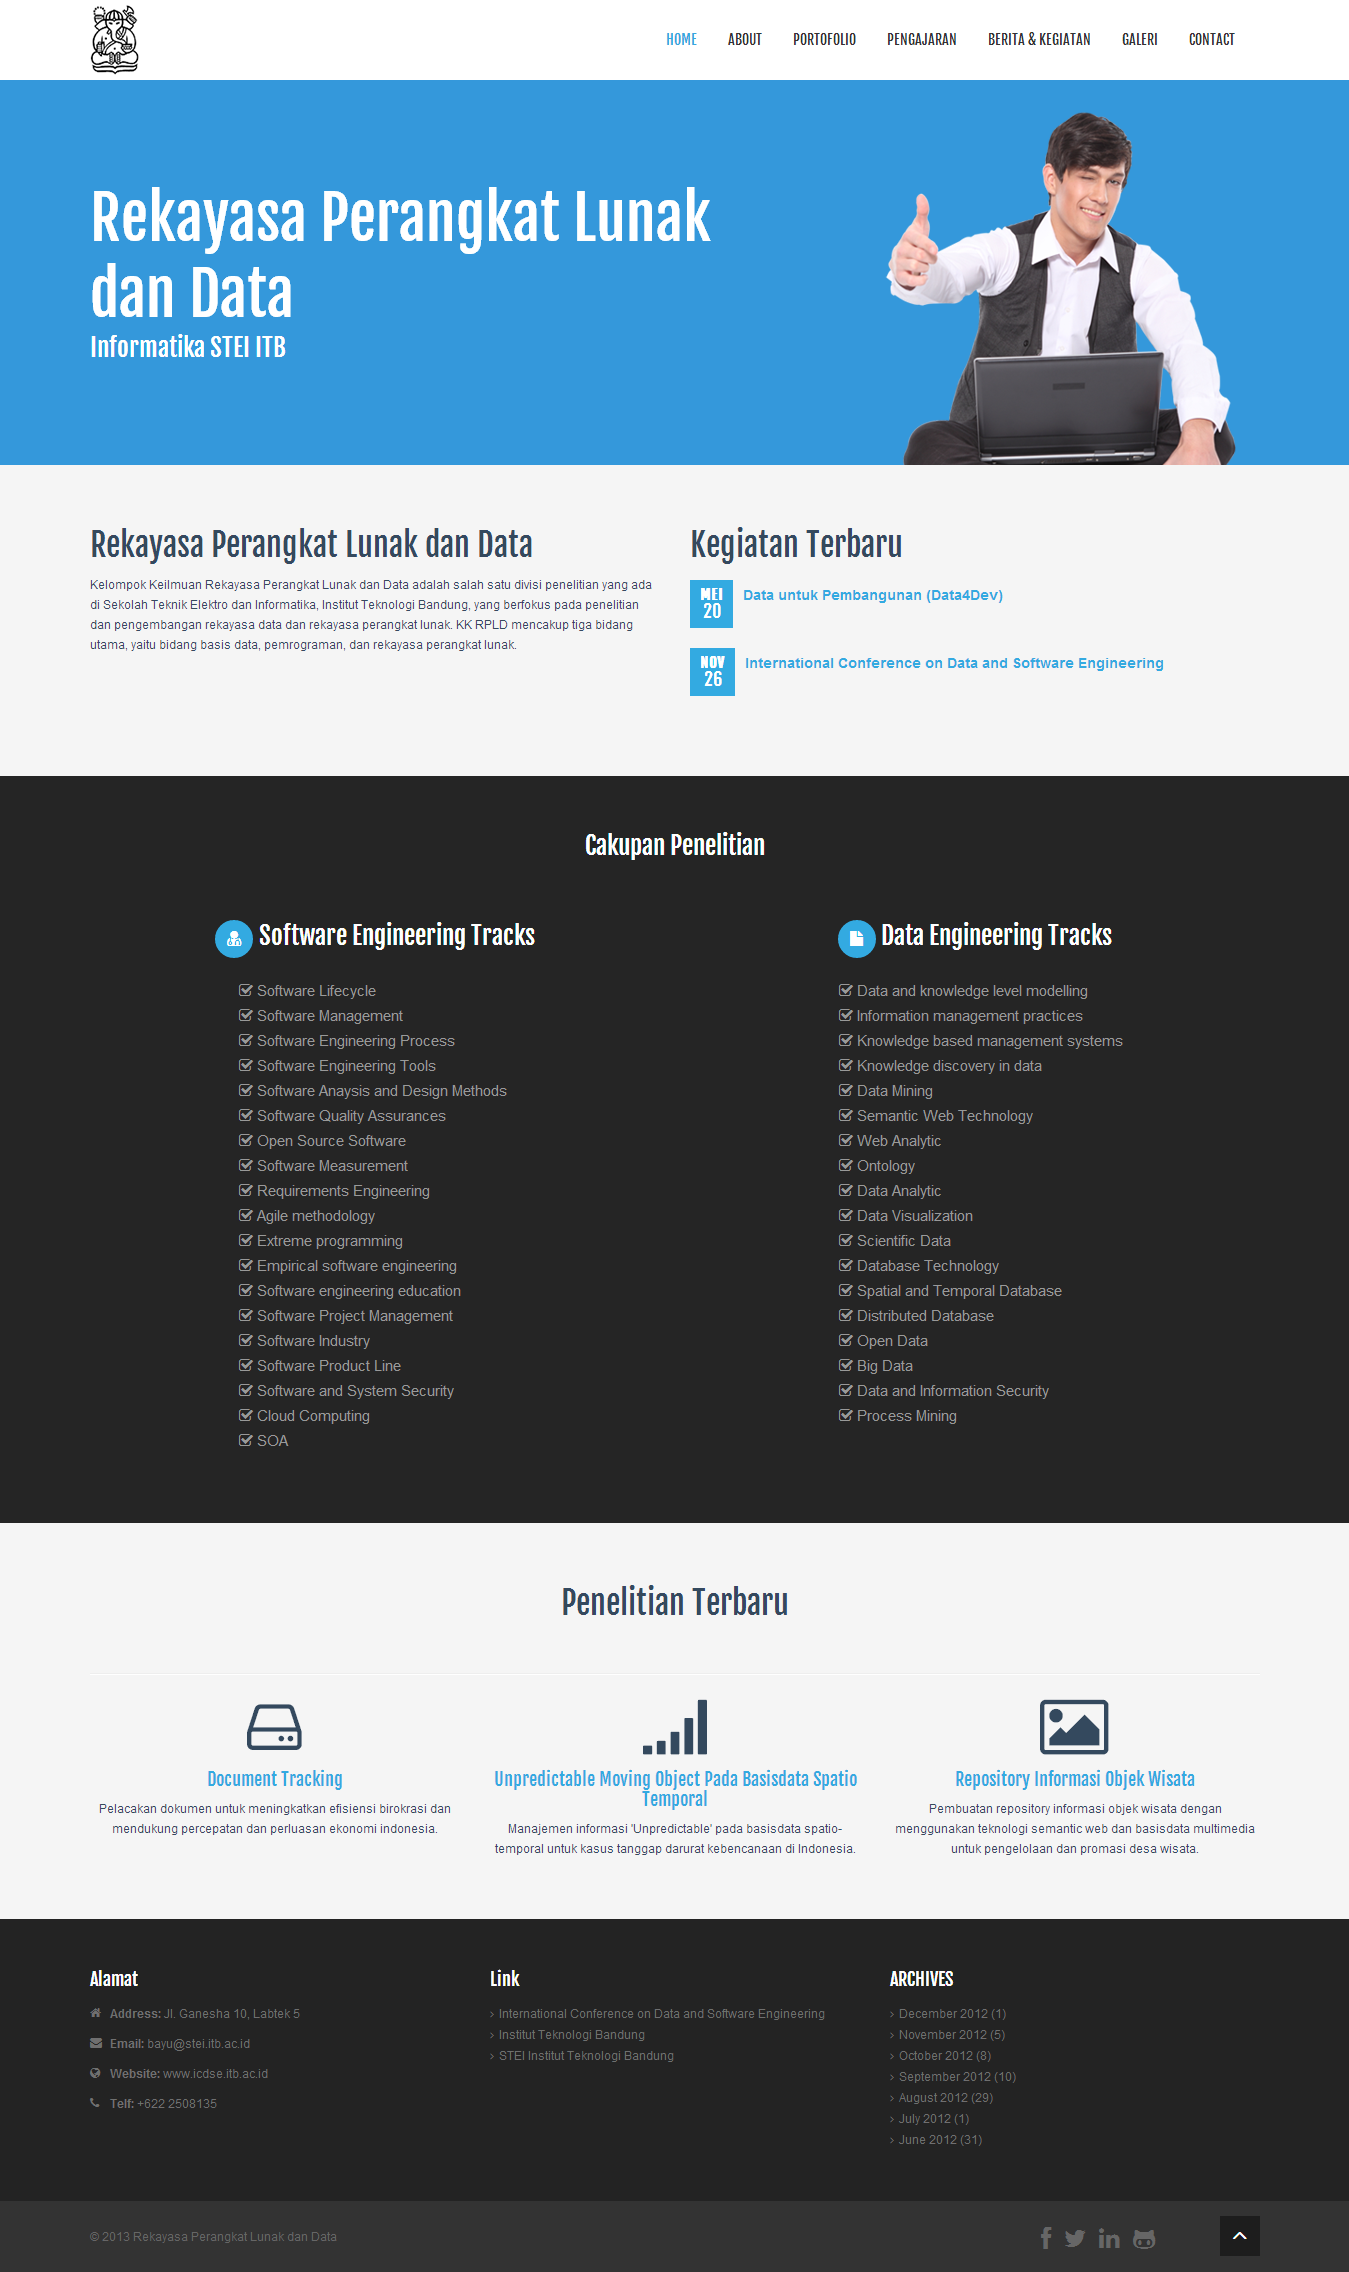 HOME
ABOUT
PORTOFOLIO
PENGAJARAN
BERITA & KEGIATAN
GALERI
CONTACT
Rekayasa Perangkat Lunak
dan Data
Informatika STEI ITB
Rekayasa Perangkat Lunak dan Data
Kelompok Keilmuan Rekayasa Perangkat Lunak dan Data adalah salah satu divisi penelitian yang ada
di Sekolah Teknik Elektro dan Informatika, Institut Teknologi Bandung, yang berfokus pada penelitian
dan pengembangan rekayasa data dan rekayasa perangkat lunak. KK RPLD mencakup tiga bidang
utama, yaitu bidang basis data, pemrograman, dan rekayasa perangkat lunak.
Kegiatan Terbaru
MEI
20
Data untuk Pembangunan (Data4Dev)
NOV
26
International Conference on Data and Software Engineering
Cakupan Penelitian
Software Engineering Tracks
Software Lifecycle
Software Management
Software Engineering Process
Software Engineering Tools
Software Anaysis and Design Methods
Software Quality Assurances
Open Source Software
Software Measurement
Requirements Engineering
Agile methodology
Extreme programming
Empirical software engineering
Software engineering education
Software Project Management
Software Industry
Software Product Line
Software and System Security
Cloud Computing
SOA
Data Engineering Tracks
Data and knowledge level modelling
Information management practices
Knowledge based management systems
Knowledge discovery in data
Data Mining
Semantic Web Technology
Web Analytic
Ontology
Data Analytic
Data Visualization
Scientific Data
Database Technology
Spatial and Temporal Database
Distributed Database
Open Data
Big Data
Data and Information Security
Process Mining
Penelitian Terbaru
Document Tracking
Pelacakan dokumen untuk meningkatkan efisiensi birokrasi dan
mendukung percepatan dan perluasan ekonomi indonesia.
Unpredictable Moving Object Pada Basisdata Spatio
Temporal
Manajemen informasi 'Unpredictable' pada basisdata spatio-
temporal untuk kasus tanggap darurat kebencanaan di Indonesia.
Repository Informasi Objek Wisata
Pembuatan repository informasi objek wisata dengan
menggunakan teknologi semantic web dan basisdata multimedia
untuk pengelolaan dan promasi desa wisata.
Alamat
Address: Jl. Ganesha 10, Labtek 5
Email: bayu@stei.itb.ac.id
Website: www.icdse.itb.ac.id
Telf: +622 2508135
Link
International Conference on Data and Software Engineering
Institut Teknologi Bandung
STEI Institut Teknologi Bandung
ARCHIVES
December 2012 (1)
November 2012 (5)
October 2012 (8)
September 2012 (10)
August 2012 (29)
July 2012 (1)
June 2012 (31)
© 2013 Rekayasa Perangkat Lunak dan Data